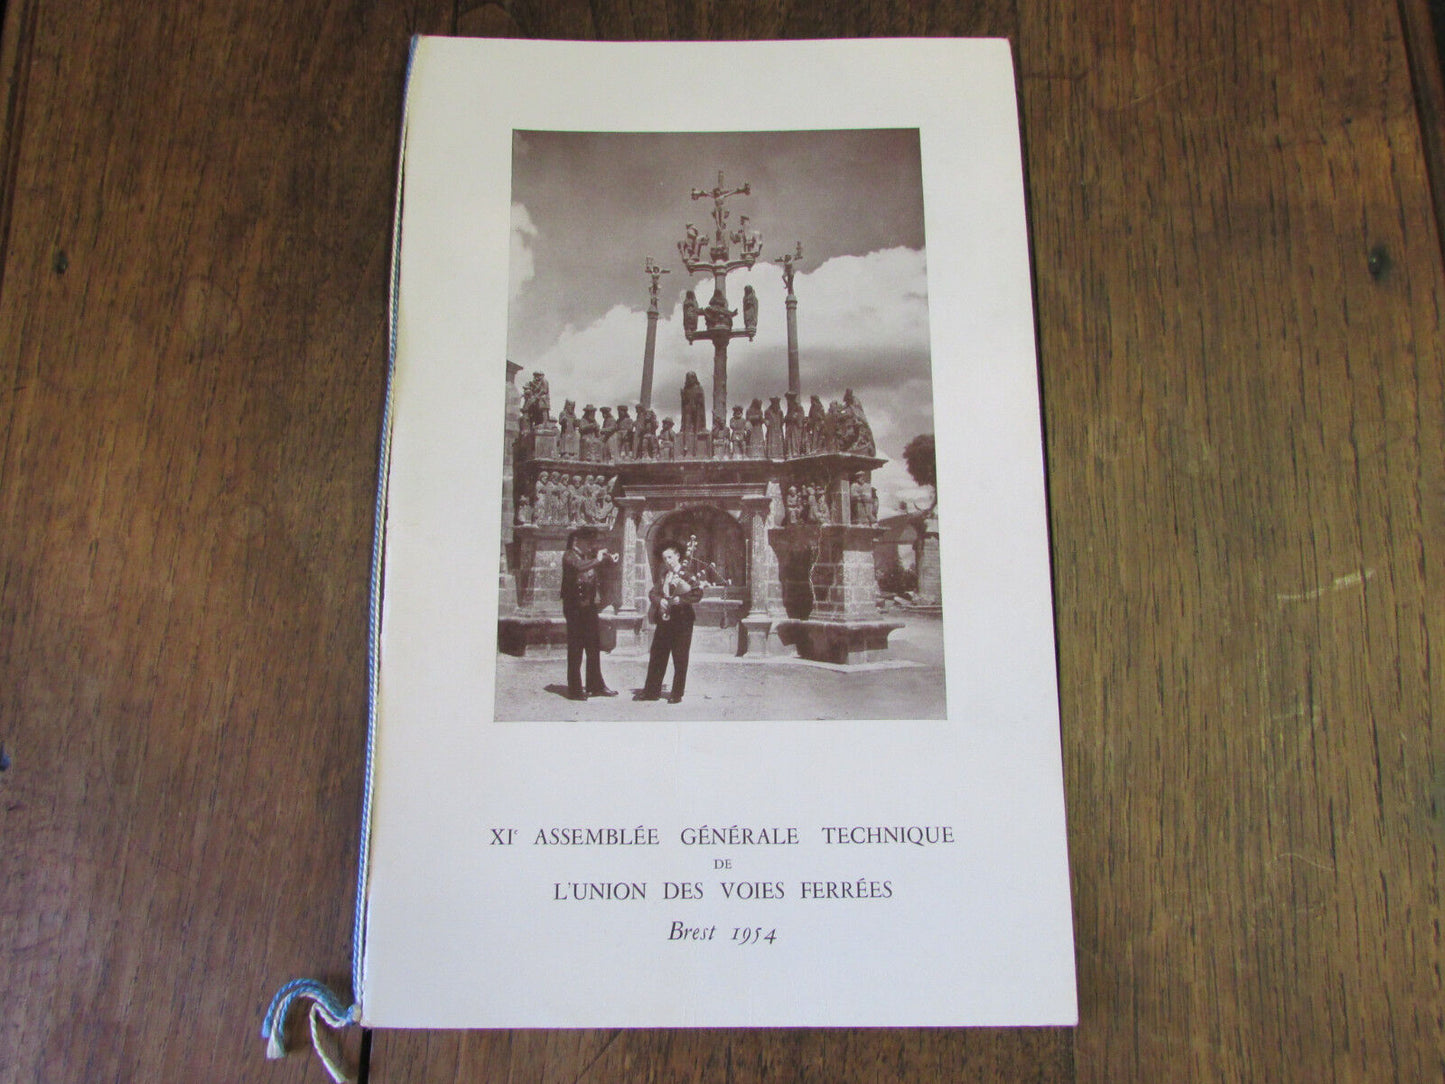 XIᵉ ASSEMBLÉE GÉNÉRALE TECHNIQUE
DE
L'UNION DES VOIES FERRÉES
Brest 1954